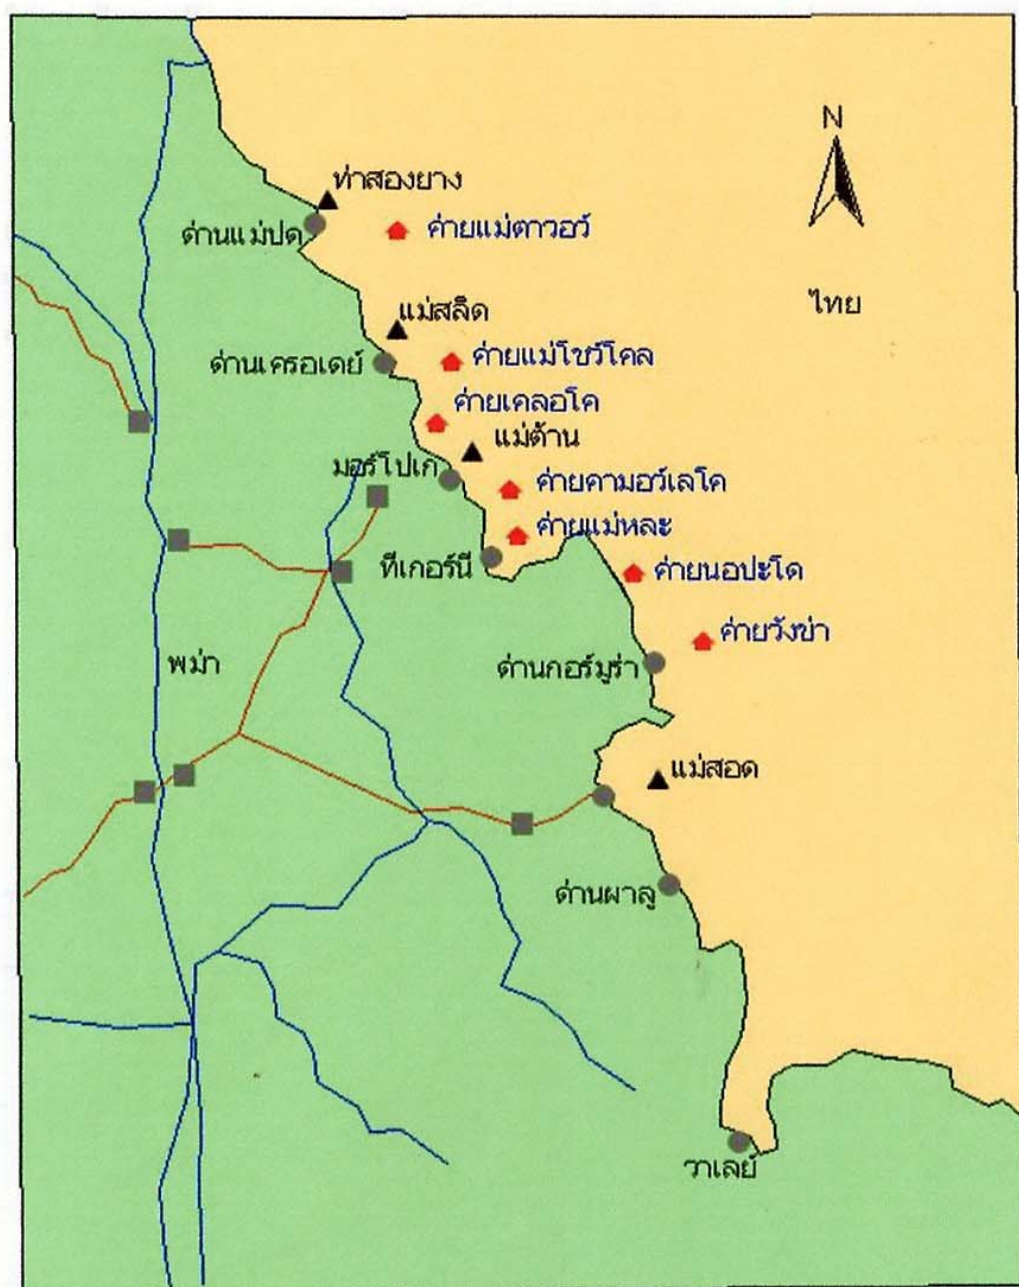 N
ท่าสองยาง
ด่านแม่ปด
ค่ายแม่ตาวอว์
ไทย
แม่สลืด
ด่านเครอเดย์
ค่ายแม่โชว์โคล
ค่ายเคลอโค
แม่ต้าน
มอร์โปเก
ค่ายคามอว์เลโค
ค่ายแม่หละ
ทีเกอร์นี
ค่ายนอปะโด
ค่ายวังข่า
พม่า
ด่านกอร์มูร่า
แม่สอด
ด่านผาลู
วาเลย์